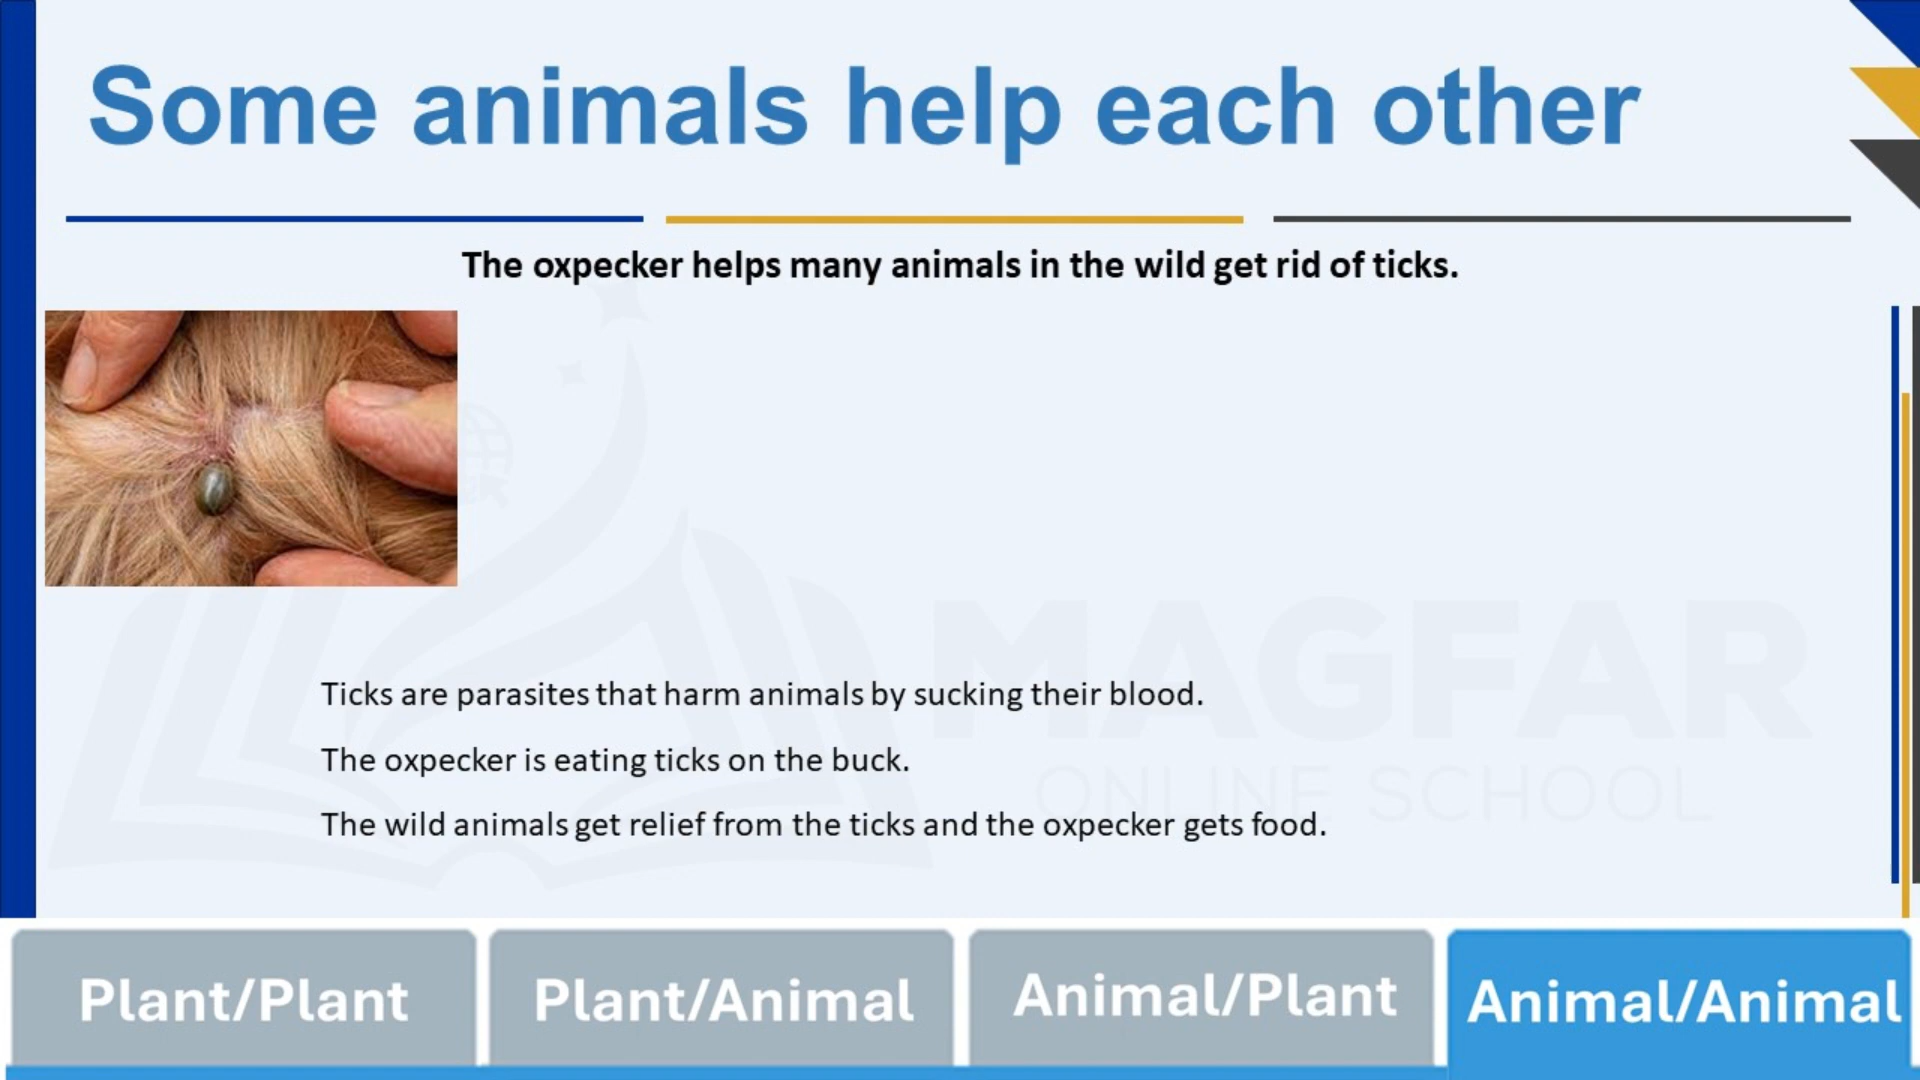 Some animals help each other
The oxpecker helps many animals in the wild get rid of ticks.
Ticks are parasites that harm animals by sucking their blood.
The oxpecker is eating ticks on the buck.
The wild animals get relief from the ticks and the oxpecker gets food.
MAGFAR
ONLINE SCHOOL
Plant/Plant
Plant/Animal
Animal/Plant
Animal/Animal